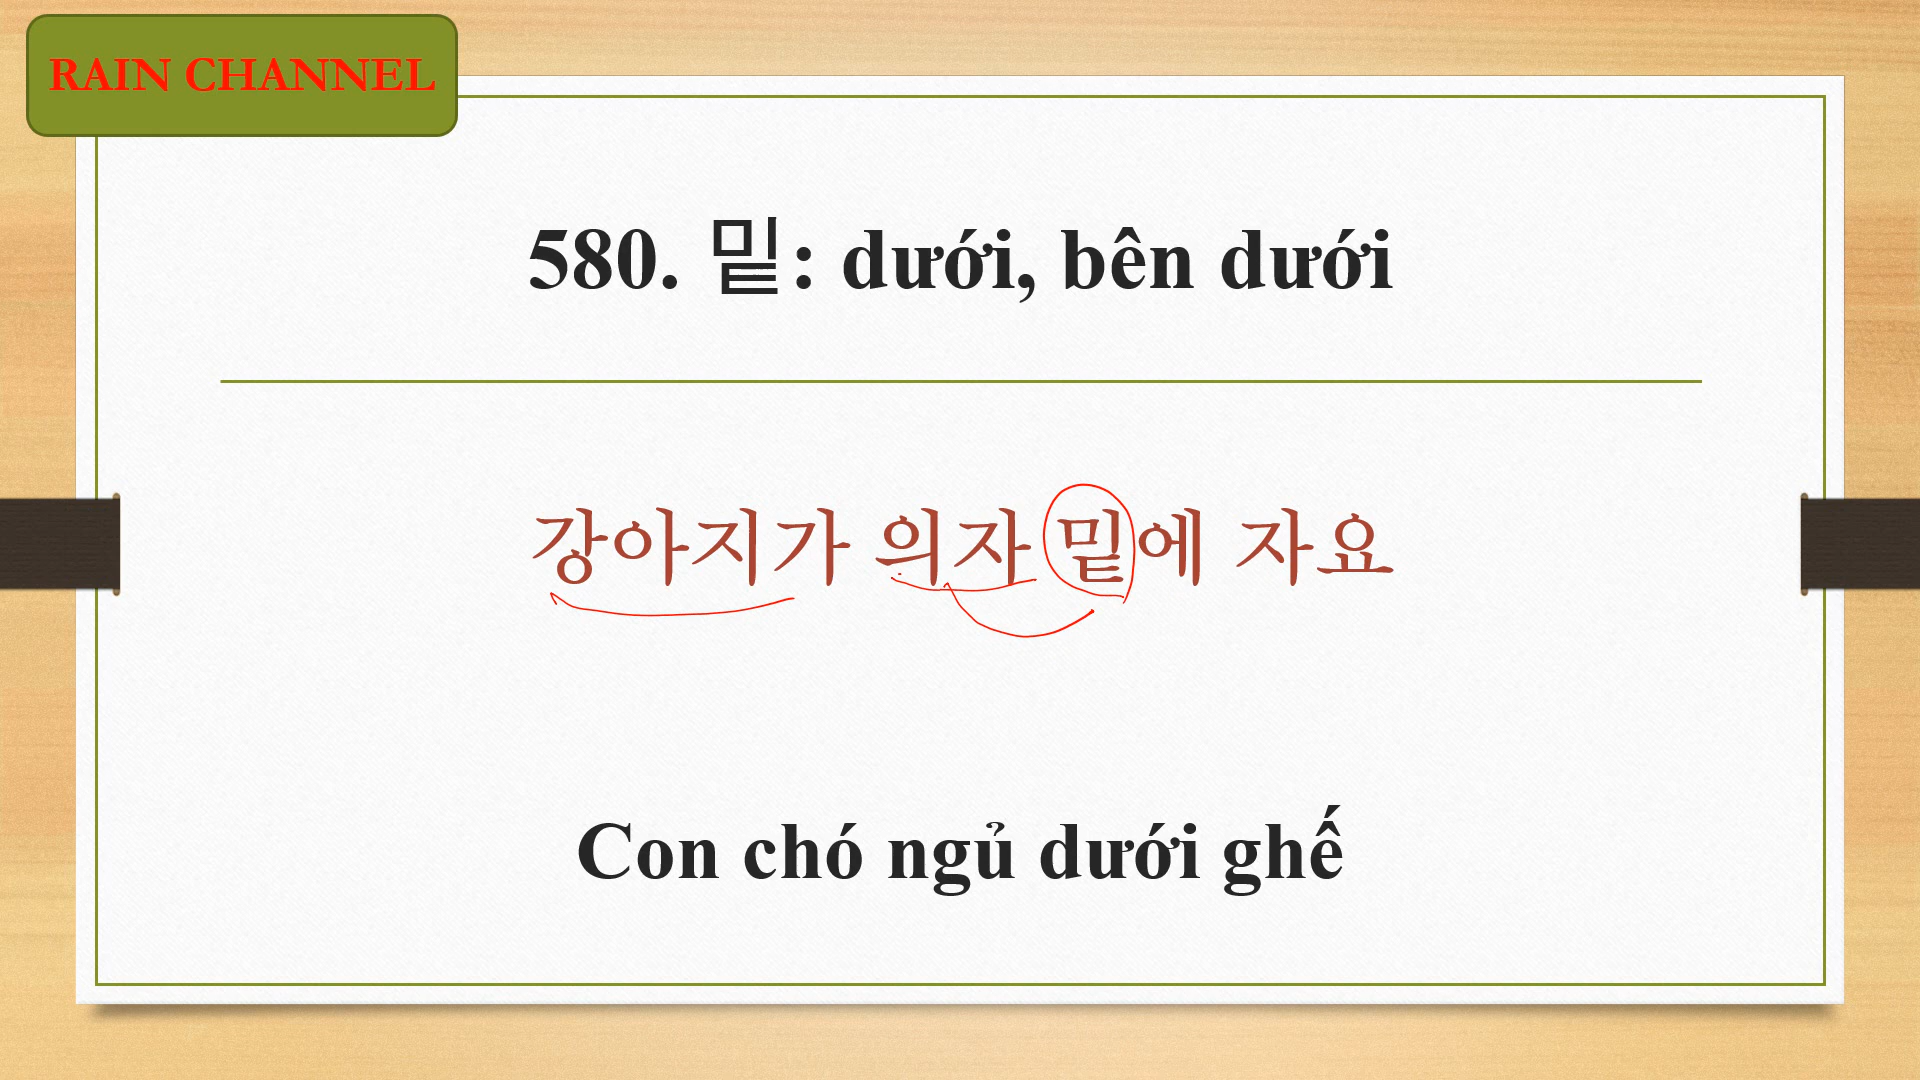 RAIN CHANNEL
580. 밑: dưới, bên dưới
강아지가 의자 밑에 자요
Con chó ngủ dưới ghế